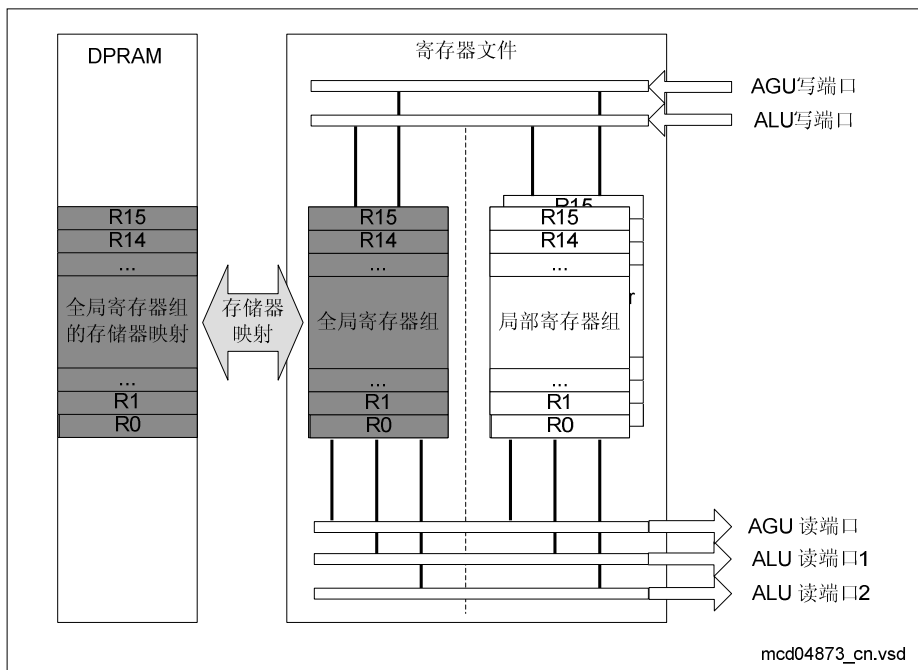 DPRAM
寄存器文件
AGU写端口
ALU写端口
R15
R14
...
全局寄存器组
的存储器映射
...
R1
R0
存储器
映射
R15
R14
...
全局寄存器组
...
R1
R0
R15
R15
R14
...
局部寄存器组
...
R1
R0
AGU 读端口
ALU 读端口1
ALU 读端口2
mcd04873_cn.vsd